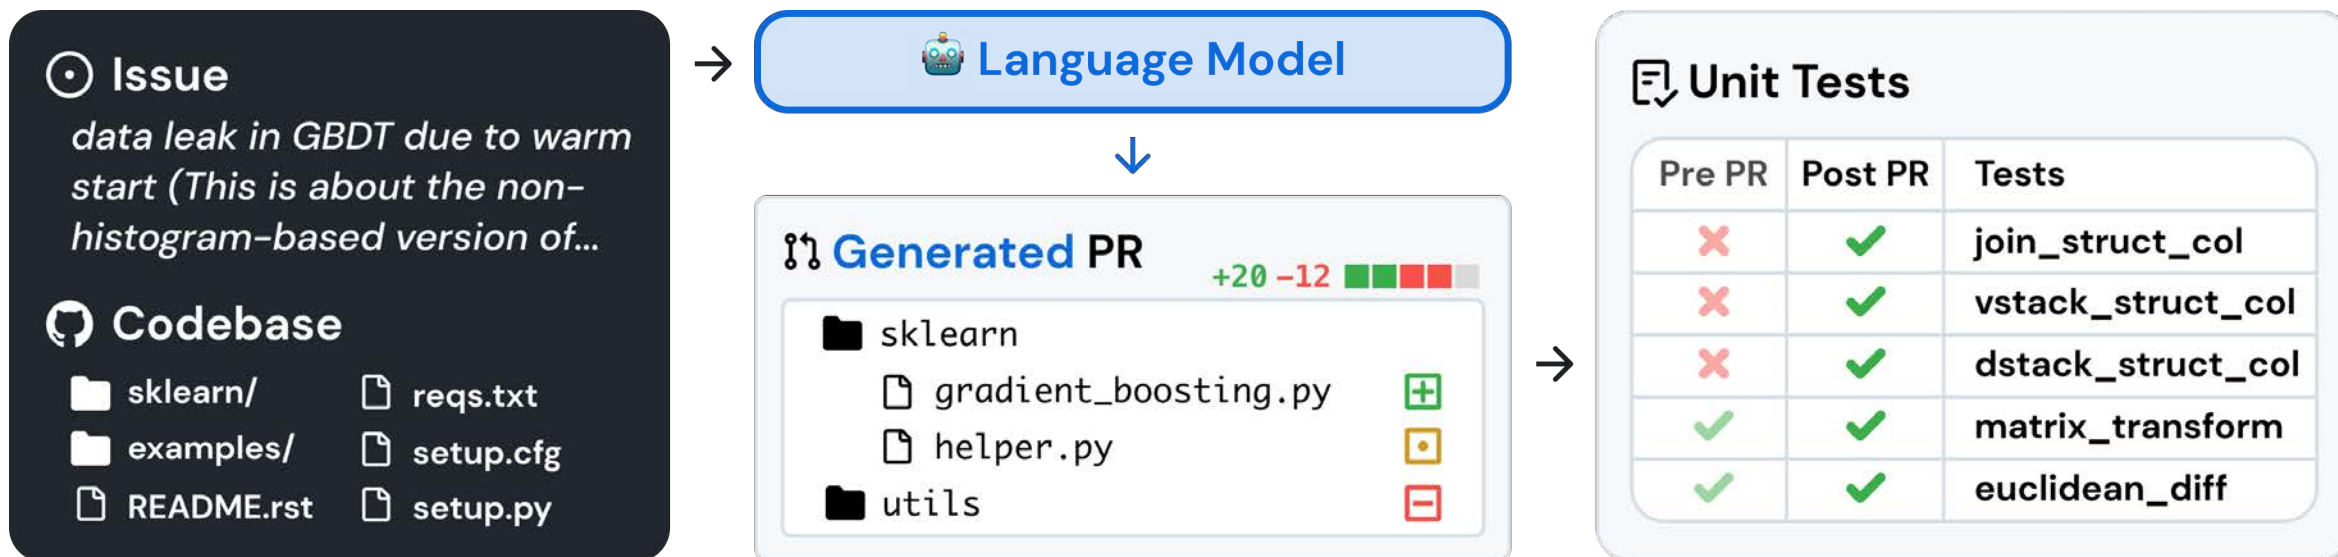 Issue
data leak in GBDT due to warm
start (This is about the non-
histogram-based version of...
Codebase
sklearn/
reqs.txt
examples/
setup.cfg
README.rst
setup.py
Language Model
Generated PR
+20 -12
sklearn
gradient_boosting.py
helper.py
utils
Unit Tests
Pre PR Post PR Tests
join_struct_col
vstack_struct_col
dstack_struct_col
matrix_transform
euclidean_diff